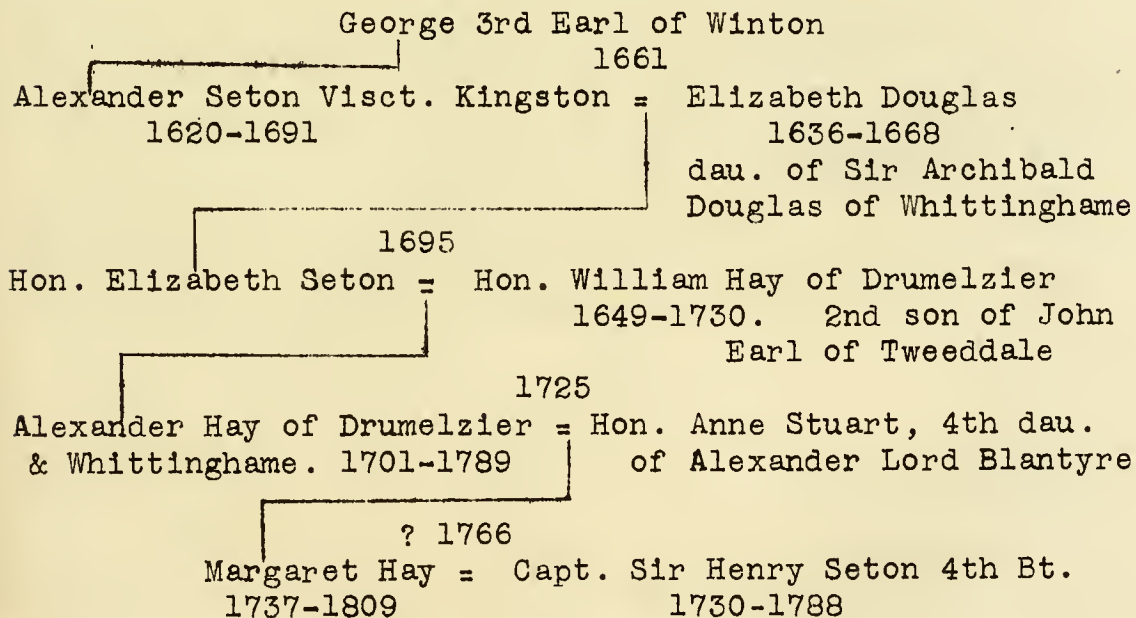 George 3rd Earl of Winton
1661
Alexander Seton Visct. Kingston = Elizabeth Douglas
1620-1691 1636-1668
dau. of Sir Archibald
Douglas of Whittinghame
1695
Hon. Elizabeth Seton = Hon. William Hay of Drumelzier
1649-1730. 2nd son of John
Earl of Tweeddale
1725
Alexander Hay of Drumelzier = Hon. Anne Stuart, 4th dau.
& Whittinghame. 1701-1789 of Alexander Lord Blantyre
? 1766
Margaret Hay = Capt. Sir Henry Seton 4th Bt.
1737-1809 1730-1788